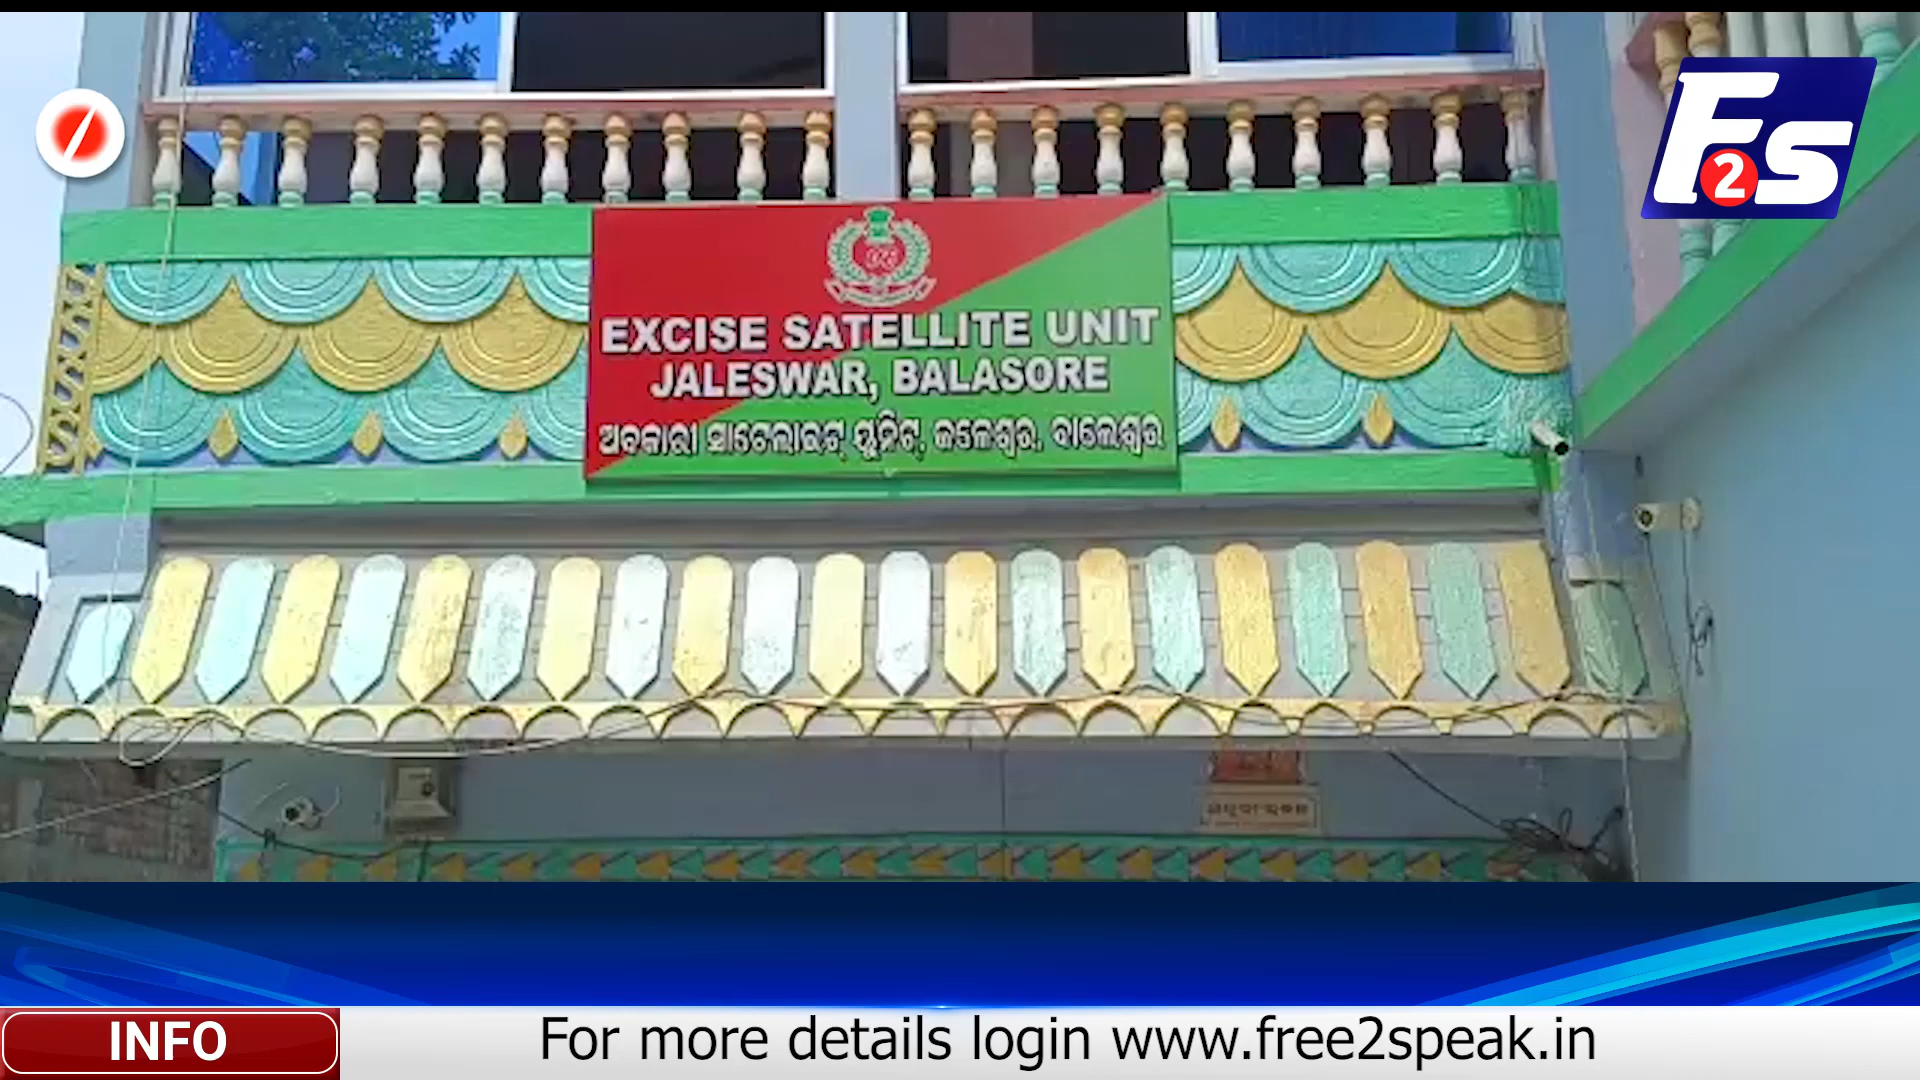 F2S
EXCISE SATELLITE UNIT
JALESWAR, BALASORE
ଅବକାରୀ ସାଟେଲାଇଟ୍ ୟୁନିଟ୍, ଜଳେଶ୍ୱର, ବାଲେଶ୍ୱର
INFO
For more details login www.free2speak.in